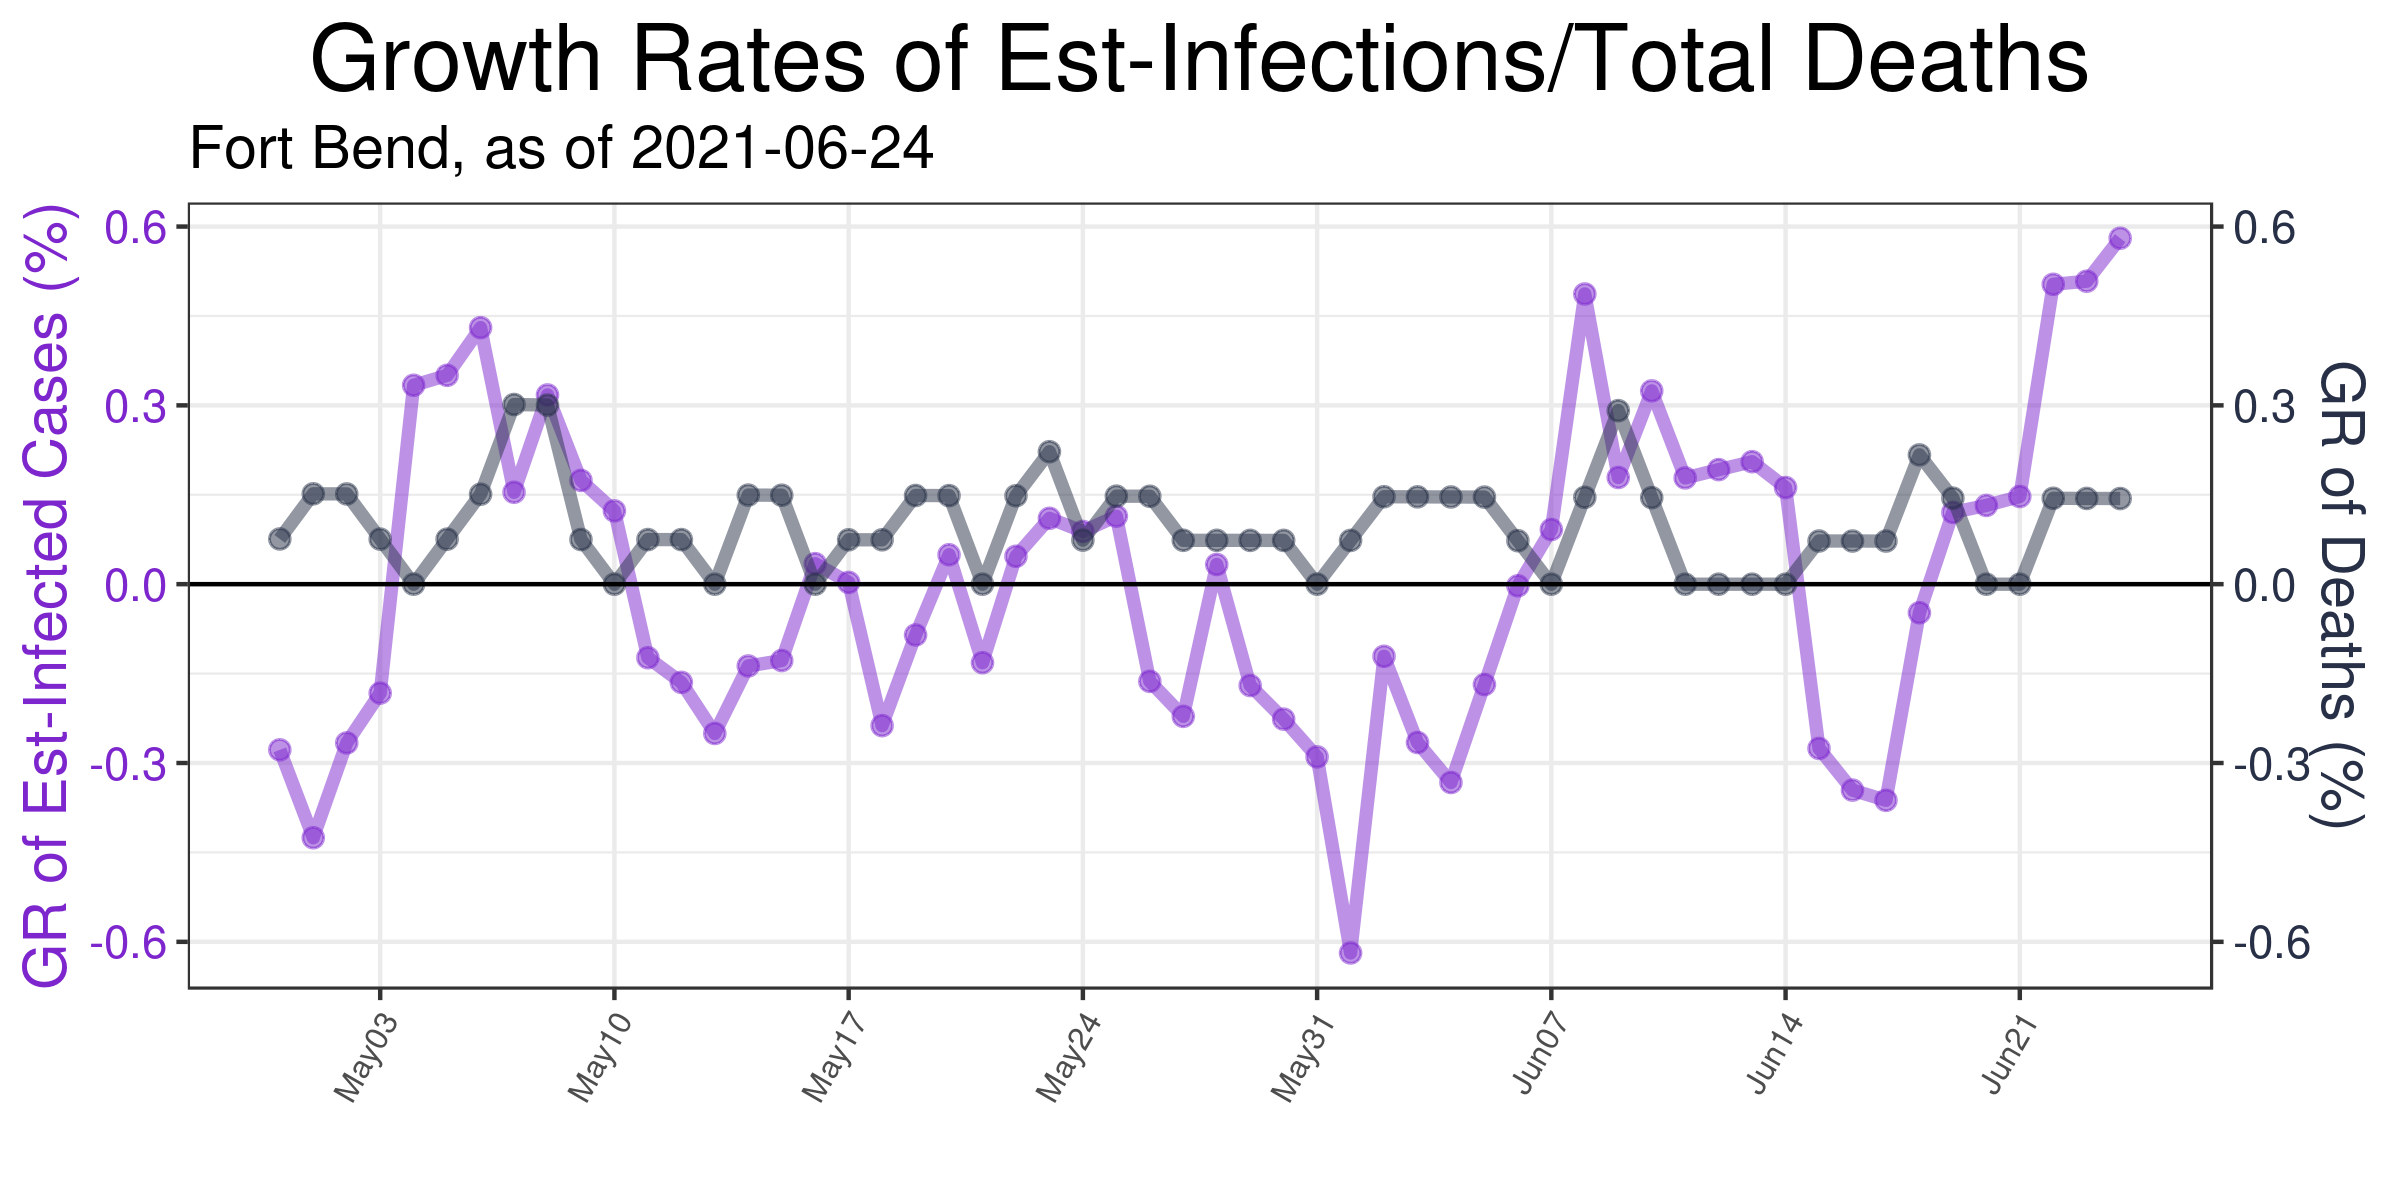 Growth Rates of Est-Infections/Total Deaths
Fort Bend, as of 2021-06-24
GR of Est-Infected Cases (%)
0.6
0.3
0.0
-0.3
-0.6
0.6
0.3
0.0
-0.3
-0.6
GR of Deaths (%)
May03
May10
May17
May24
May31
Jun07
Jun14
Jun21